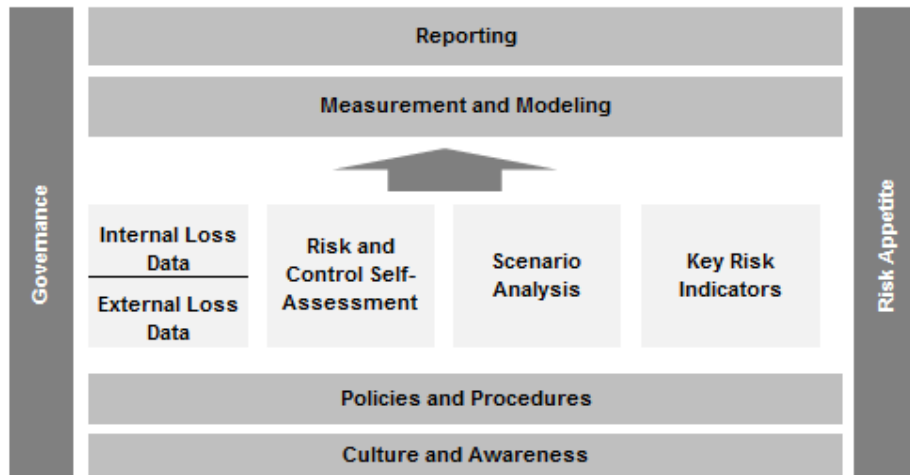 Governance
Reporting
Measurement and Modeling
Internal Loss
Data
External Loss
Data
Risk and
Control Self-
Assessment
Scenario
Analysis
Key Risk
Indicators
Policies and Procedures
Culture and Awareness
Risk Appetite